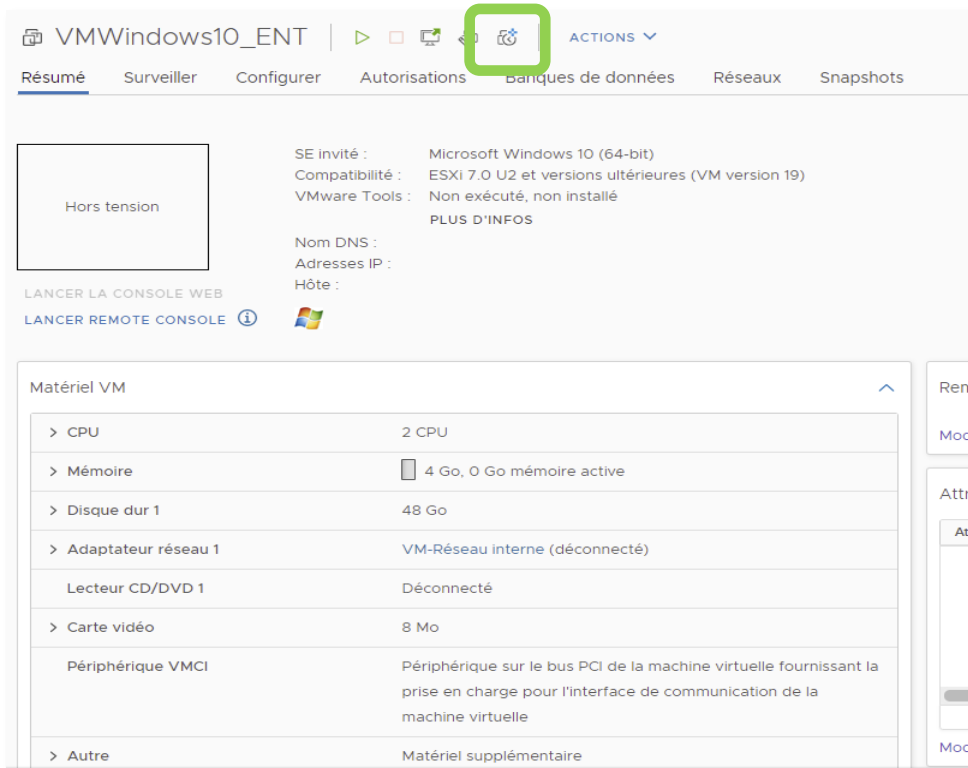 VMWindows10_ENT ACTIONS
Résumé Surveiller Configurer Autorisations Banques de données Réseaux Snapshots
Hors tension
SE invité : Microsoft Windows 10 (64-bit)
Compatibilité : ESXi 7.0 U2 et versions ultérieures (VM version 19)
VMware Tools : Non exécuté, non installé
PLUS D'INFOS
Nom DNS :
Adresses IP :
Hôte :
LANCER LA CONSOLE WEB
LANCER REMOTE CONSOLE
Matériel VM
CPU 2 CPU
Mémoire 4 Go, 0 Go mémoire active
Disque dur 1 48 Go
Adaptateur réseau 1 VM-Réseau interne (déconnecté)
Lecteur CD/DVD 1 Déconnecté
Carte vidéo 8 Mo
Périphérique VMCI Périphérique sur le bus PCI de la machine virtuelle fournissant la
prise en charge pour l'interface de communication de la
machine virtuelle
Autre Matériel supplémentaire